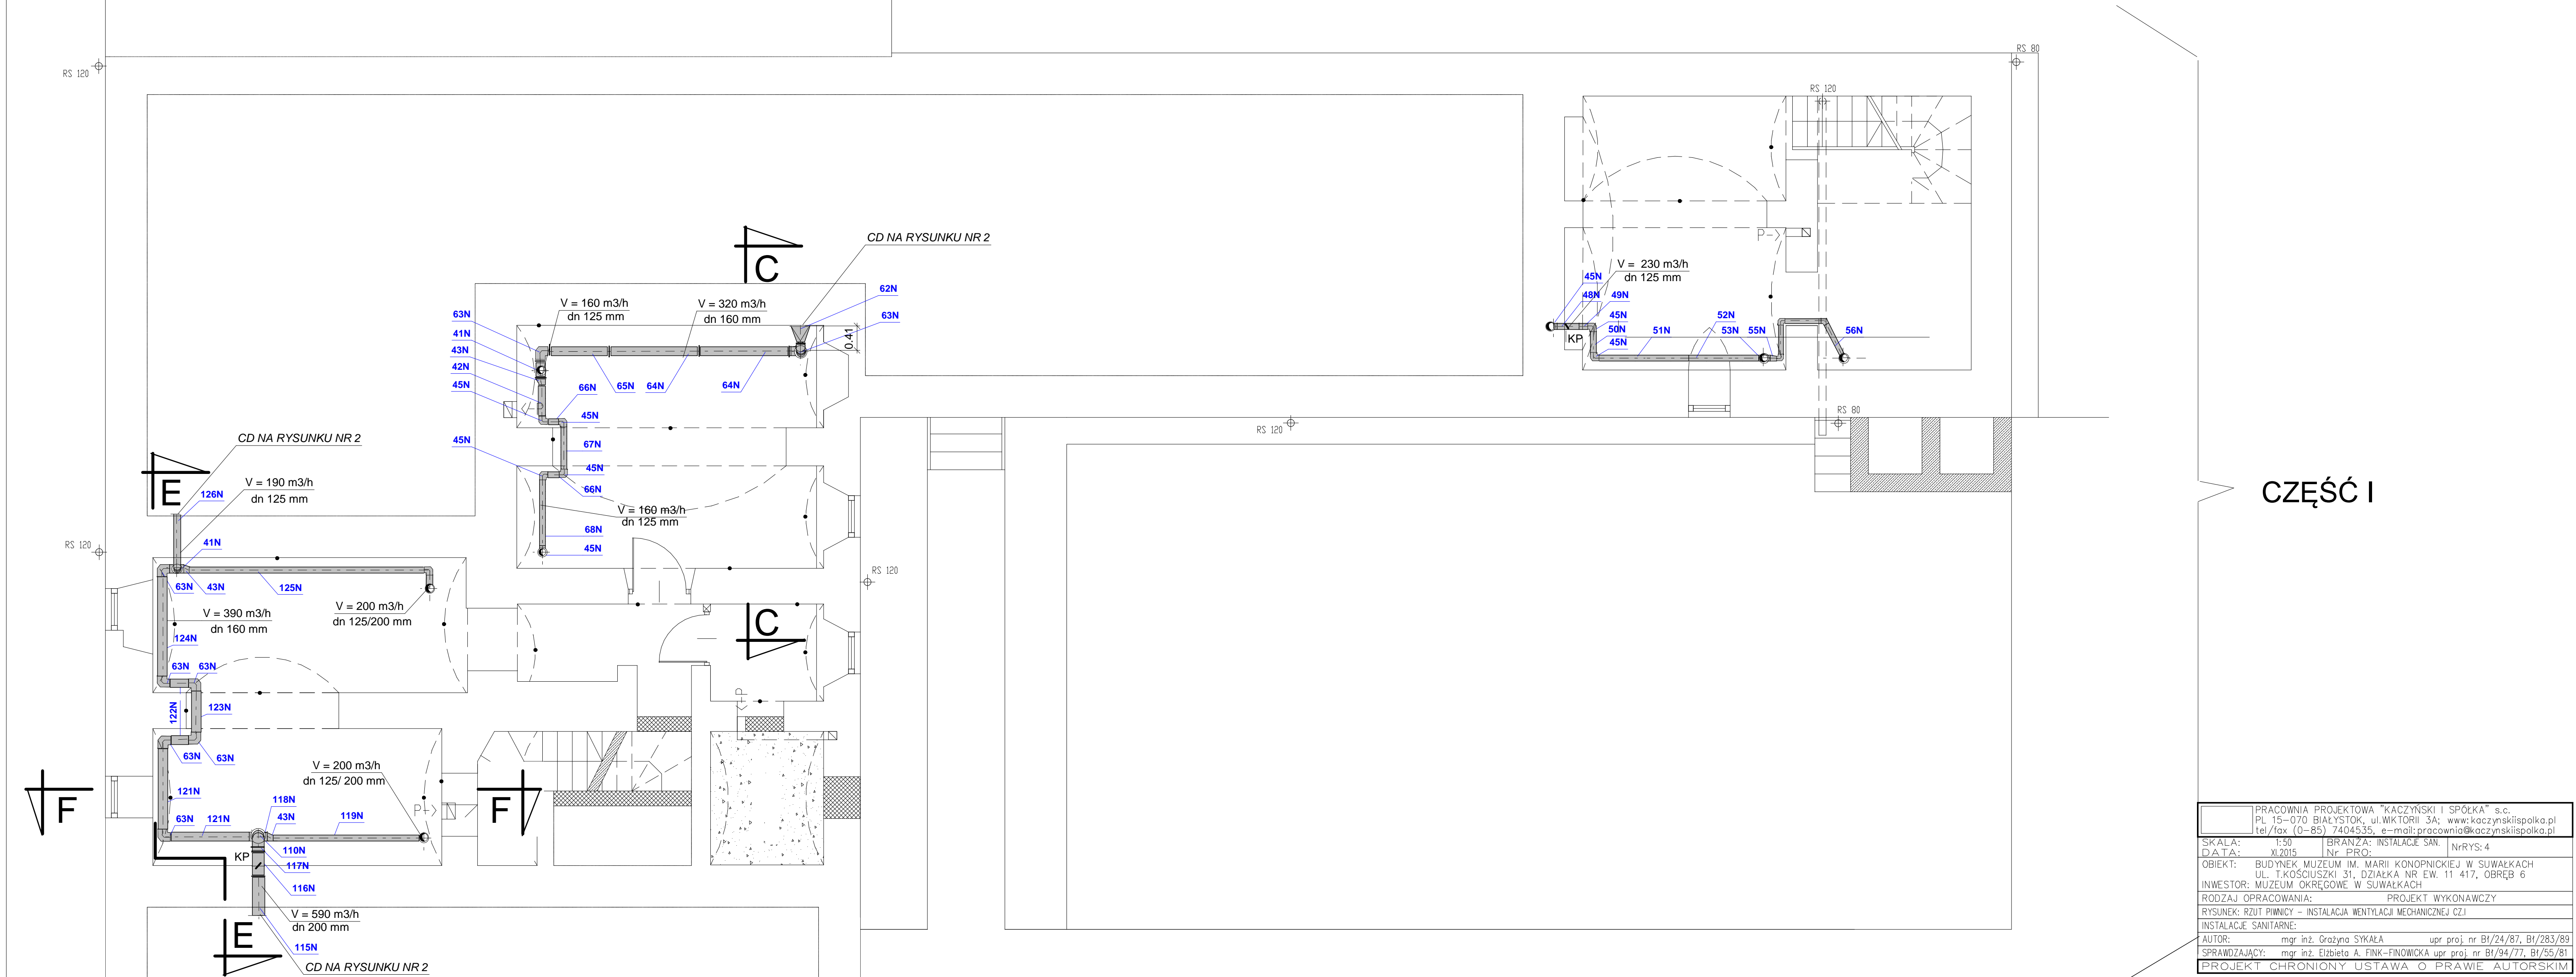 RS 80
RS 120
RS 120
CD NA RYSUNKU NR 2
C
P->
V = 230 m3/h
dn 125 mm
45N
48N
49N
45N
50N
KP
51N
52N
53N
55N
56N
45N
62N
V = 160 m3/h
dn 125 mm
V = 320 m3/h
dn 160 mm
63N
63N
0.41
41N
43N
42N
45N
66N
65N
64N
64N
P->
45N
RS 80
RS 120
CD NA RYSUNKU NR 2
45N
67N
45N
66N
E
V = 190 m3/h
dn 125 mm
126N
CZĘŚĆ I
V = 160 m3/h
dn 125 mm
68N
45N
RS 120
41N
RS 120
63N
43N
125N
V = 390 m3/h
dn 160 mm
V = 200 m3/h
dn 125/200 mm
C
124N
63N
63N
122N
123N
P->
63N
63N
V = 200 m3/h
dn 125/ 200 mm
F
121N
118N
P->
F
63N
121N
43N
119N
KP
110N
117N
116N
V = 590 m3/h
dn 200 mm
E
115N
CD NA RYSUNKU NR 2
PRACOWNIA PROJEKTOWA "KACZYŃSKI I SPÓŁKA" s.c.
PL 15-070 BIAŁYSTOK, ul.WIKTORII 3A; www:kaczynskiispolka.pl
tel/fax (0-85) 7404535, e-mail:pracownia@kaczynskiispolka.pl
SKALA: 1:50 BRANŻA: INSTALACJE SAN. NrRYS: 4
DATA: XI.2015 Nr PRO:
OBIEKT: BUDYNEK MUZEUM IM. MARII KONOPNICKIEJ W SUWAŁKACH
UL. T.KOŚCIUSZKI 31, DZIAŁKA NR EW. 11 417, OBRĘB 6
INWESTOR: MUZEUM OKRĘGOWE W SUWAŁKACH
RODZAJ OPRACOWANIA: PROJEKT WYKONAWCZY
RYSUNEK: RZUT PIWNICY - INSTALACJA WENTYLACJI MECHANICZNEJ CZ.I
INSTALACJE SANITARNE:
AUTOR: mgr inż. Grażyna SYKAŁA upr proj. nr Bł/24/87, Bł/283/89
SPRAWDZAJĄCY: mgr inż. Elżbieta A. FINK-FINOWICKA upr proj. nr Bł/94/77, Bł/55/81
PROJEKT CHRONIONY USTAWA O PRAWIE AUTORSKIM